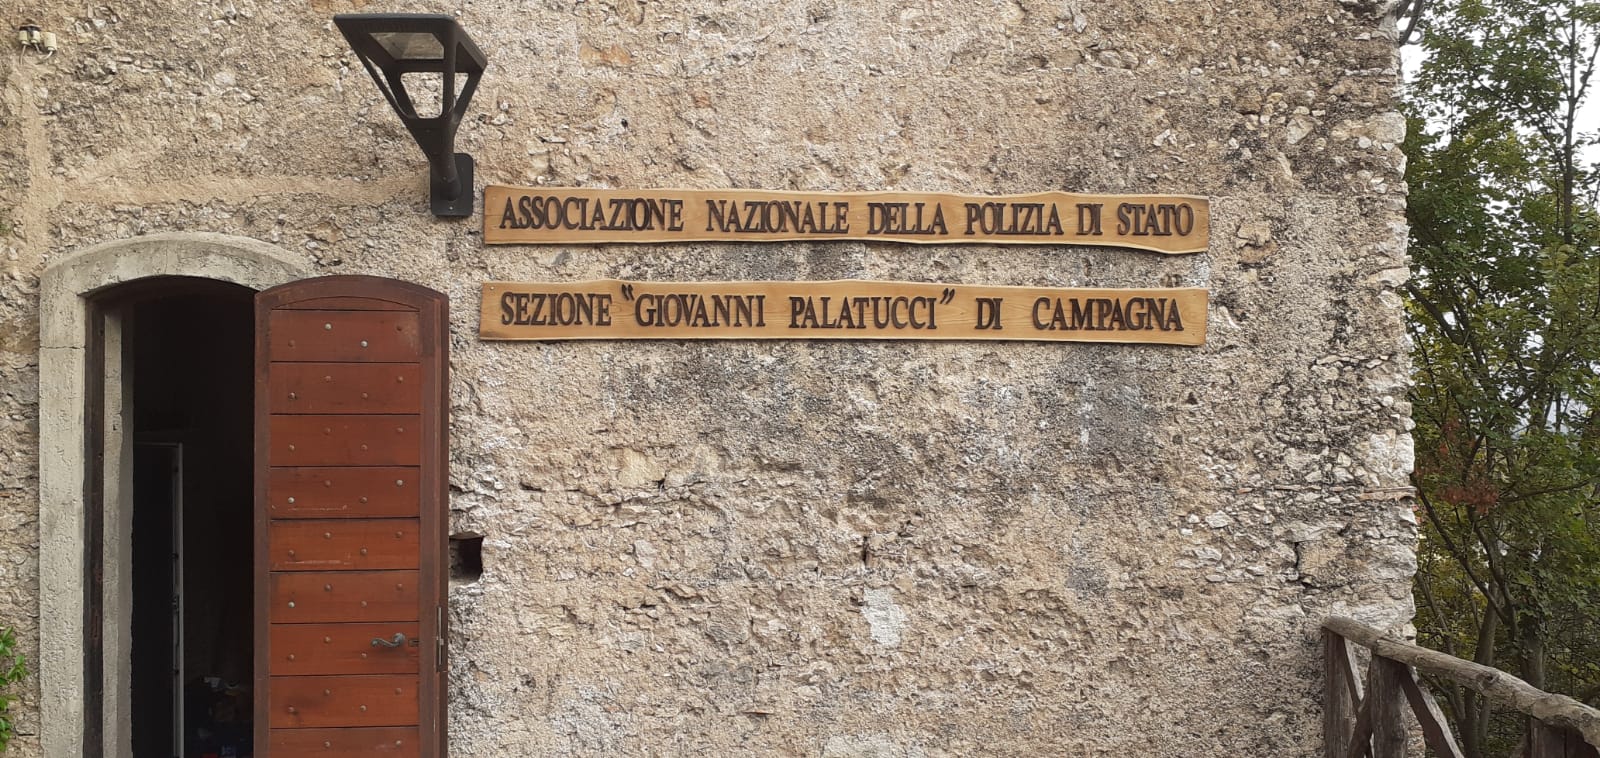 ASSOCIAZIONE NAZIONALE DELLA POLIZIA DI STATO
SEZIONE "GIOVANNI PALATUCCI" DI CAMPAGNA